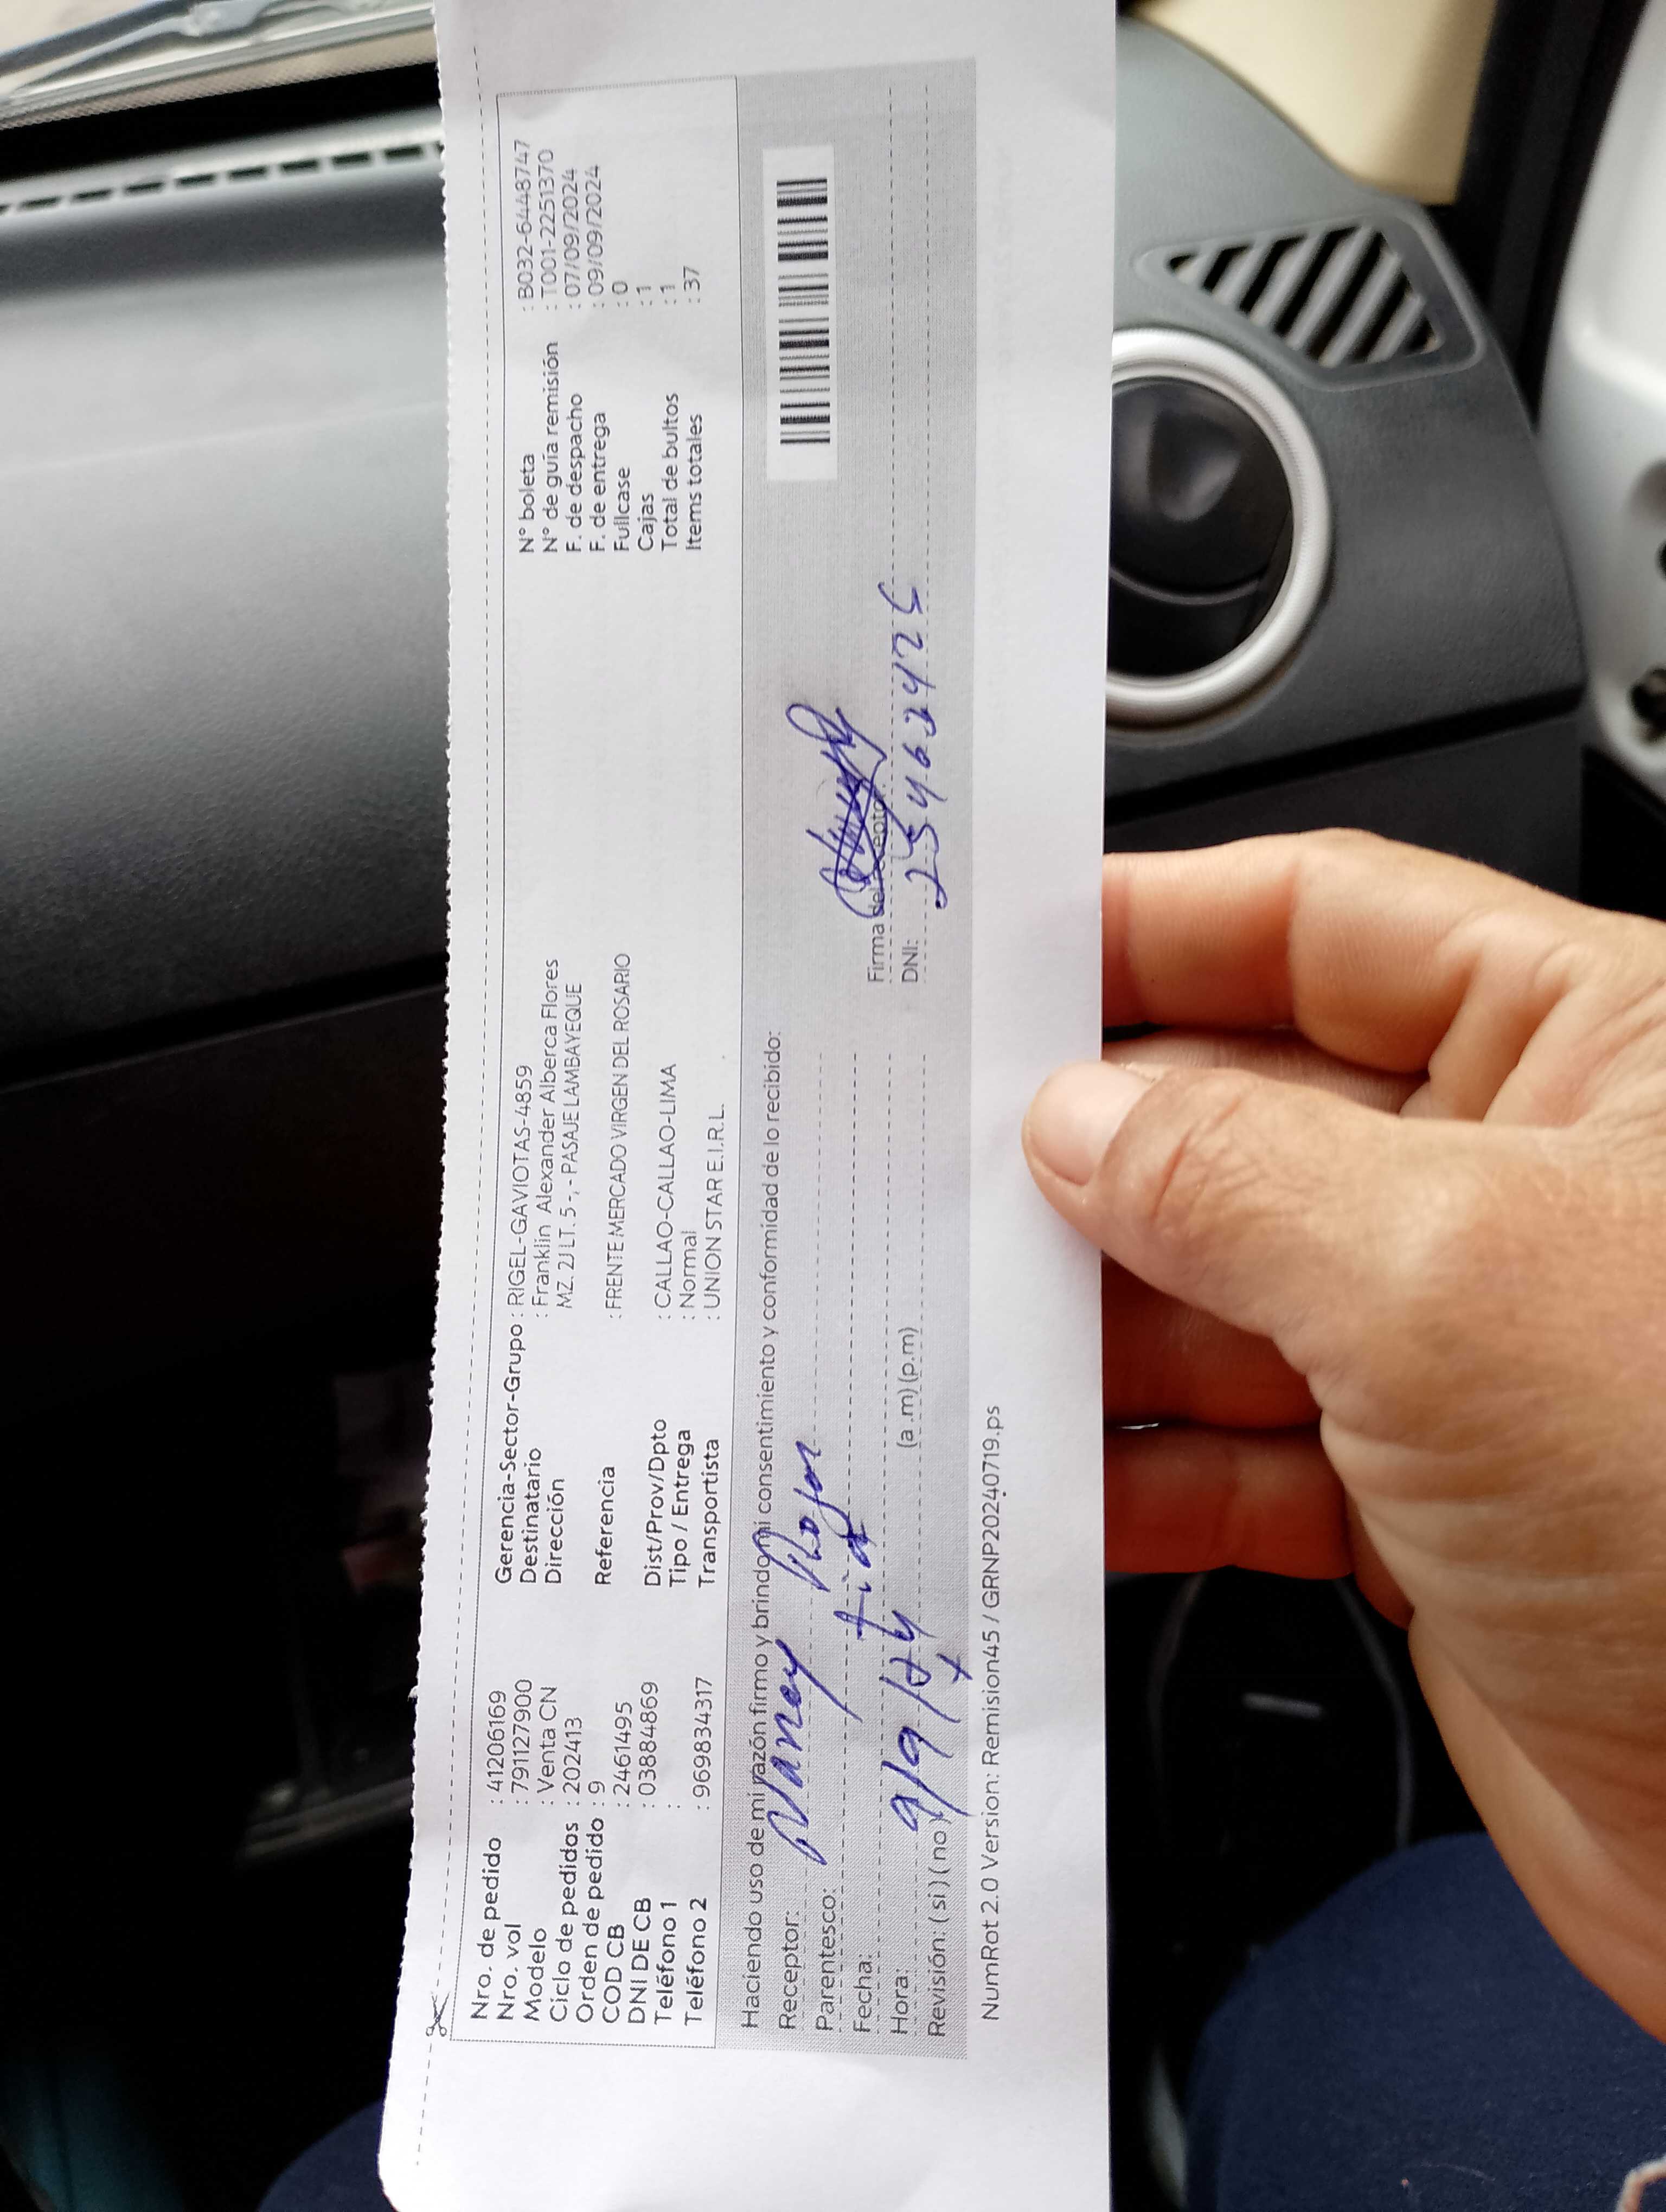 Nro. de pedido : 41206169
Nro. vol : 791127900
Modelo : Venta CN
Ciclo de pedidos : 202413
Orden de pedido : 9
COD CB : 2461495
DNI DE CB : 03884869
Teléfono 1 :
Teléfono 2 : 969834317
Gerencia-Sector-Grupo : RIGEL-GAVIOTAS-4859
Destinatario : Franklin Alexander Alberca Flores
Dirección MZ. 2J LT. 5 - , - PASAJE LAMBAYEQUE
Referencia : FRENTE MERCADO VIRGEN DEL ROSARIO
Dist/Prov/Dpto : CALLAO-CALLAO-LIMA
Tipo / Entrega : Normal
Transportista : UNION STAR E.I.R.L.
N° boleta : B032-6448747
N° de guía remisión : T001-2251370
F. de despacho : 07/09/2024
F. de entrega : 09/09/2024
Fullcase : 0
Cajas : 1
Total de bultos : 1
Items totales : 37
Haciendo uso de mi razón firmo y brindo mi consentimiento y conformidad de lo recibido:
Receptor: Nancy Rojas
Parentesco: tia
Fecha: 9/9/24
Hora: (a .m) (p.m)
Revisión: ( si ) ( no )
Firma del receptor:
DNI: 25462425
NumRot 2.0 Version: Remision45 / GRNP20240719.ps